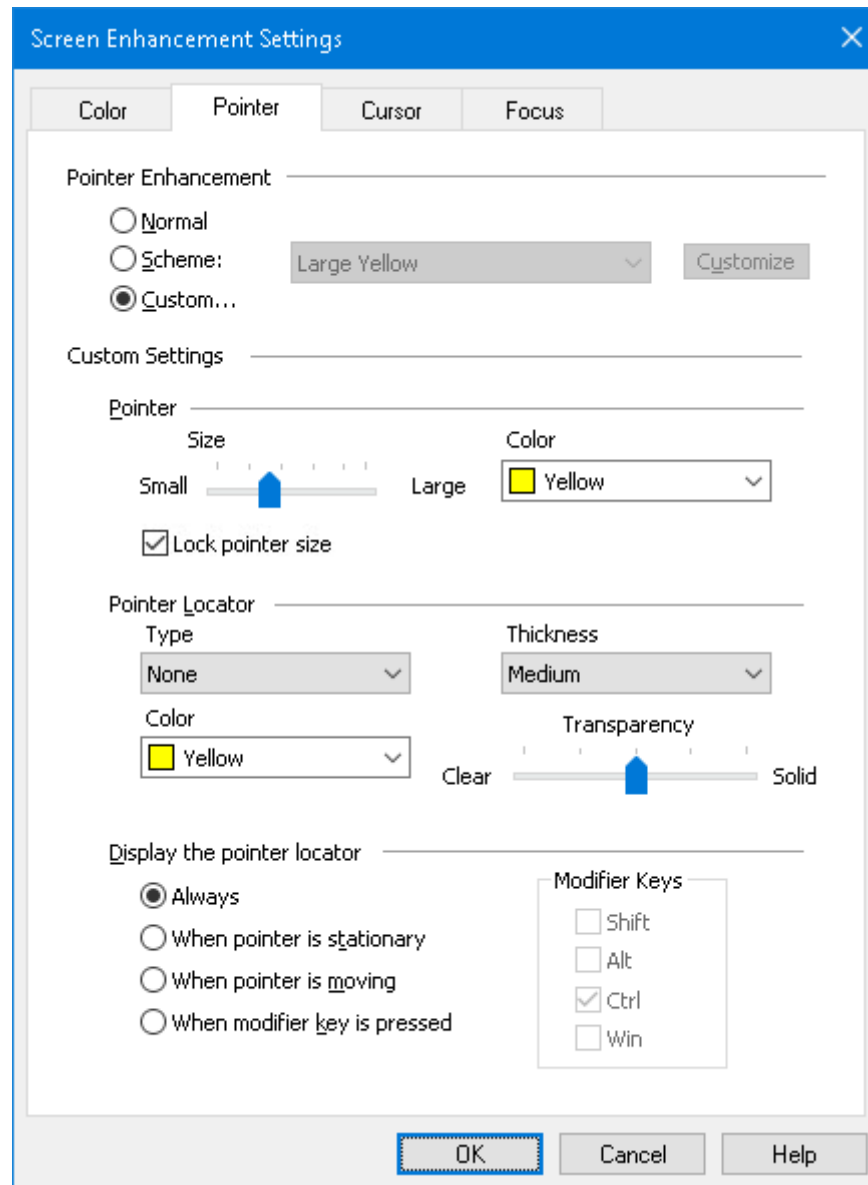 Screen Enhancement Settings
Color Pointer Cursor Focus
Pointer Enhancement
Normal
Scheme: Large Yellow Customize
Custom...
Custom Settings
Pointer
Size Color
Small Large Yellow
Lock pointer size
Pointer Locator
Type Thickness
None Medium
Color Transparency
Yellow Clear Solid
Display the pointer locator
Modifier Keys
Always
Shift
When pointer is stationary
Alt
When pointer is moving
Ctrl
When modifier key is pressed
Win
OK Cancel Help